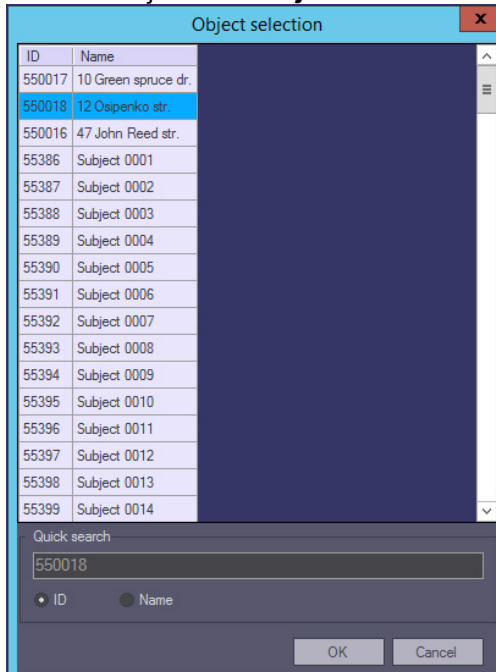 Object selection
x
ID Name
550017 10 Green spruce dr.
550018 12 Osipenko str.
550016 47 John Reed str.
55386 Subject 0001
55387 Subject 0002
55388 Subject 0003
55389 Subject 0004
55390 Subject 0005
55391 Subject 0006
55392 Subject 0007
55393 Subject 0008
55394 Subject 0009
55395 Subject 0010
55396 Subject 0011
55397 Subject 0012
55398 Subject 0013
55399 Subject 0014
Quick search
550018
ID Name
OK Cancel